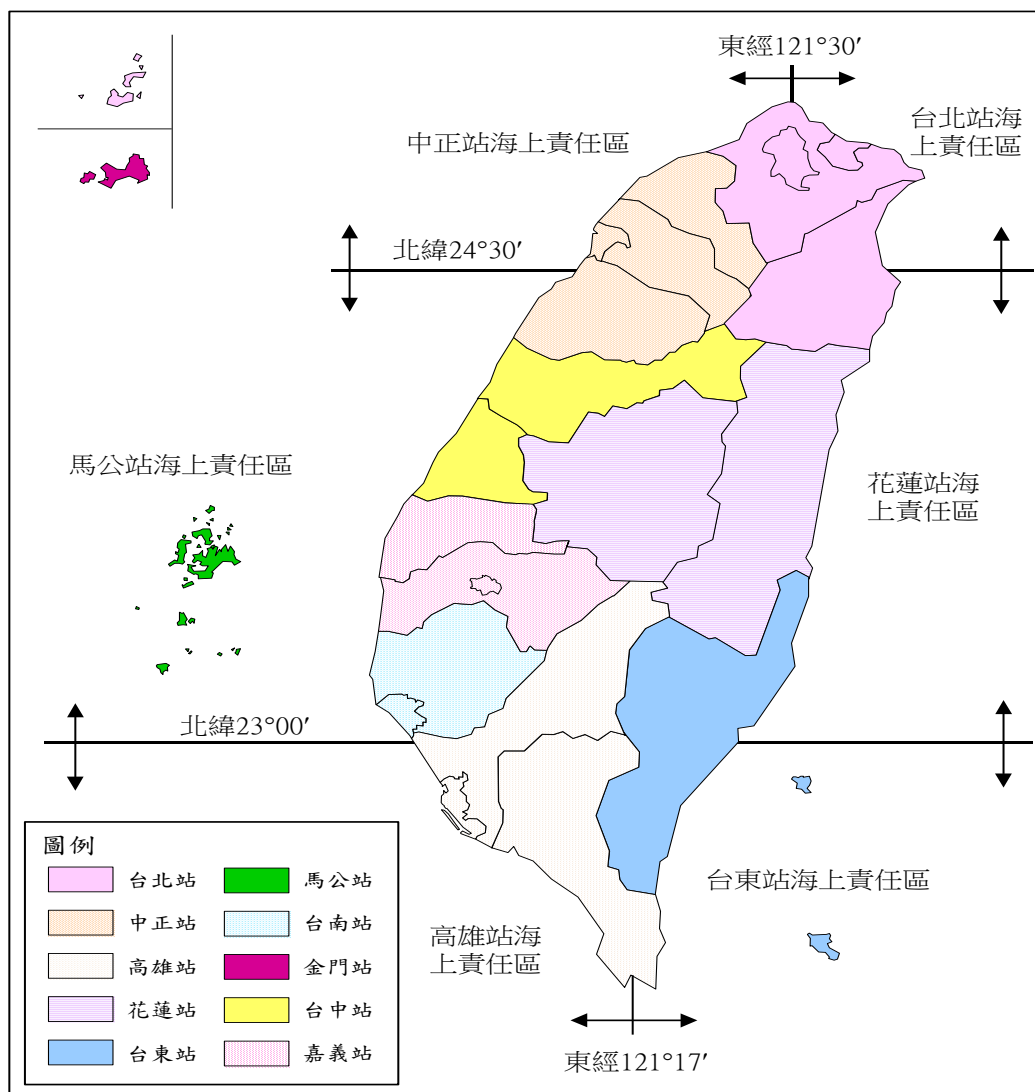 東經121°30′
中正站海上責任區
台北站海
上責任區
北緯24°30′
馬公站海上責任區
花蓮站海
上責任區
北緯23°00′
台東站海上責任區
高雄站海
上責任區
東經121°17′
圖例
台北站 馬公站
中正站 台南站
高雄站 金門站
花蓮站 台中站
台東站 嘉義站